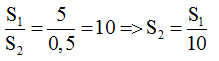 S₁/S₂ = 5/0,5 = 10 => S₂ = S₁/10